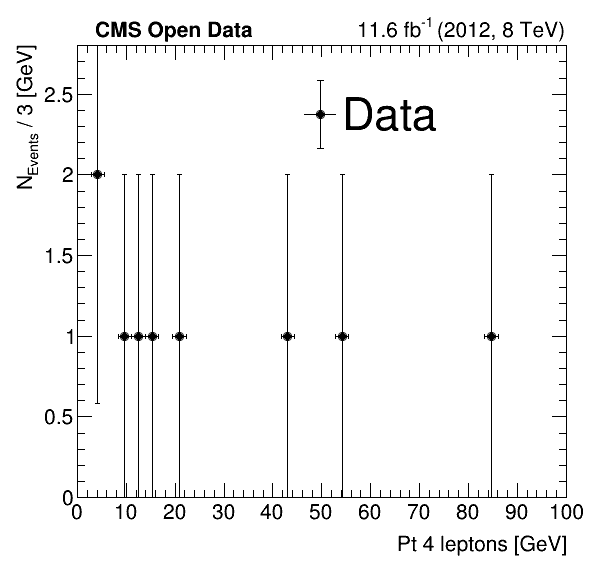 CMS Open Data
11.6 fb⁻¹ (2012, 8 TeV)
N_Events / 3 [GeV]
Data
2.5
2
1.5
1
0.5
0
0 10 20 30 40 50 60 70 80 90 100
Pt 4 leptons [GeV]